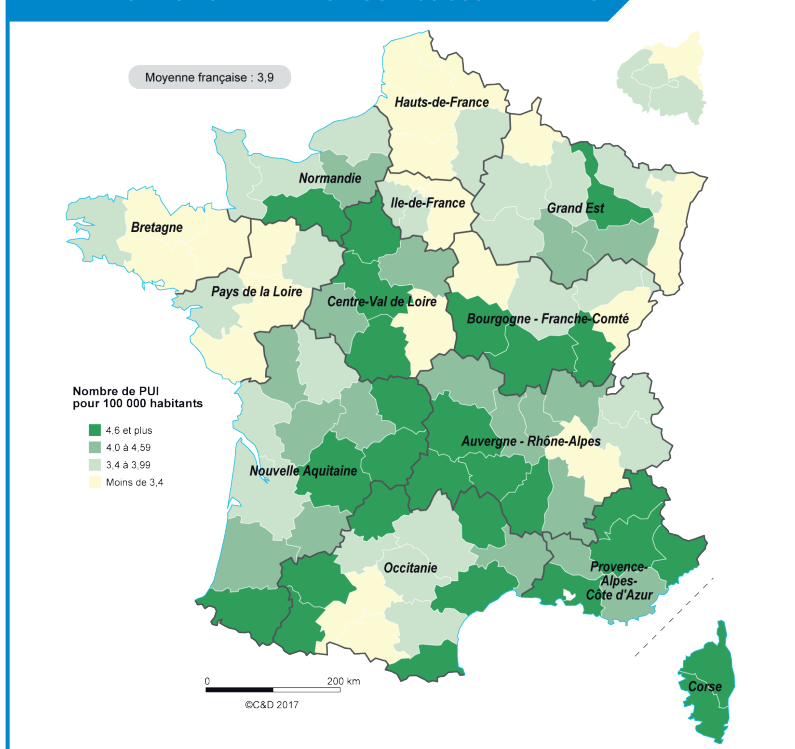 Moyenne française : 3,9
Hauts-de-France
Normandie
Ile-de-France
Grand Est
Bretagne
Pays de la Loire
Centre-Val de Loire
Bourgogne - Franche-Comté
Nombre de PUI
pour 100 000 habitants
4,6 et plus
4,0 à 4,59
3,4 à 3,99
Moins de 3,4
Auvergne - Rhône-Alpes
Nouvelle Aquitaine
Occitanie
Provence-
Alpes-
Côte d'Azur
Corse
0 200 km
©C&D 2017